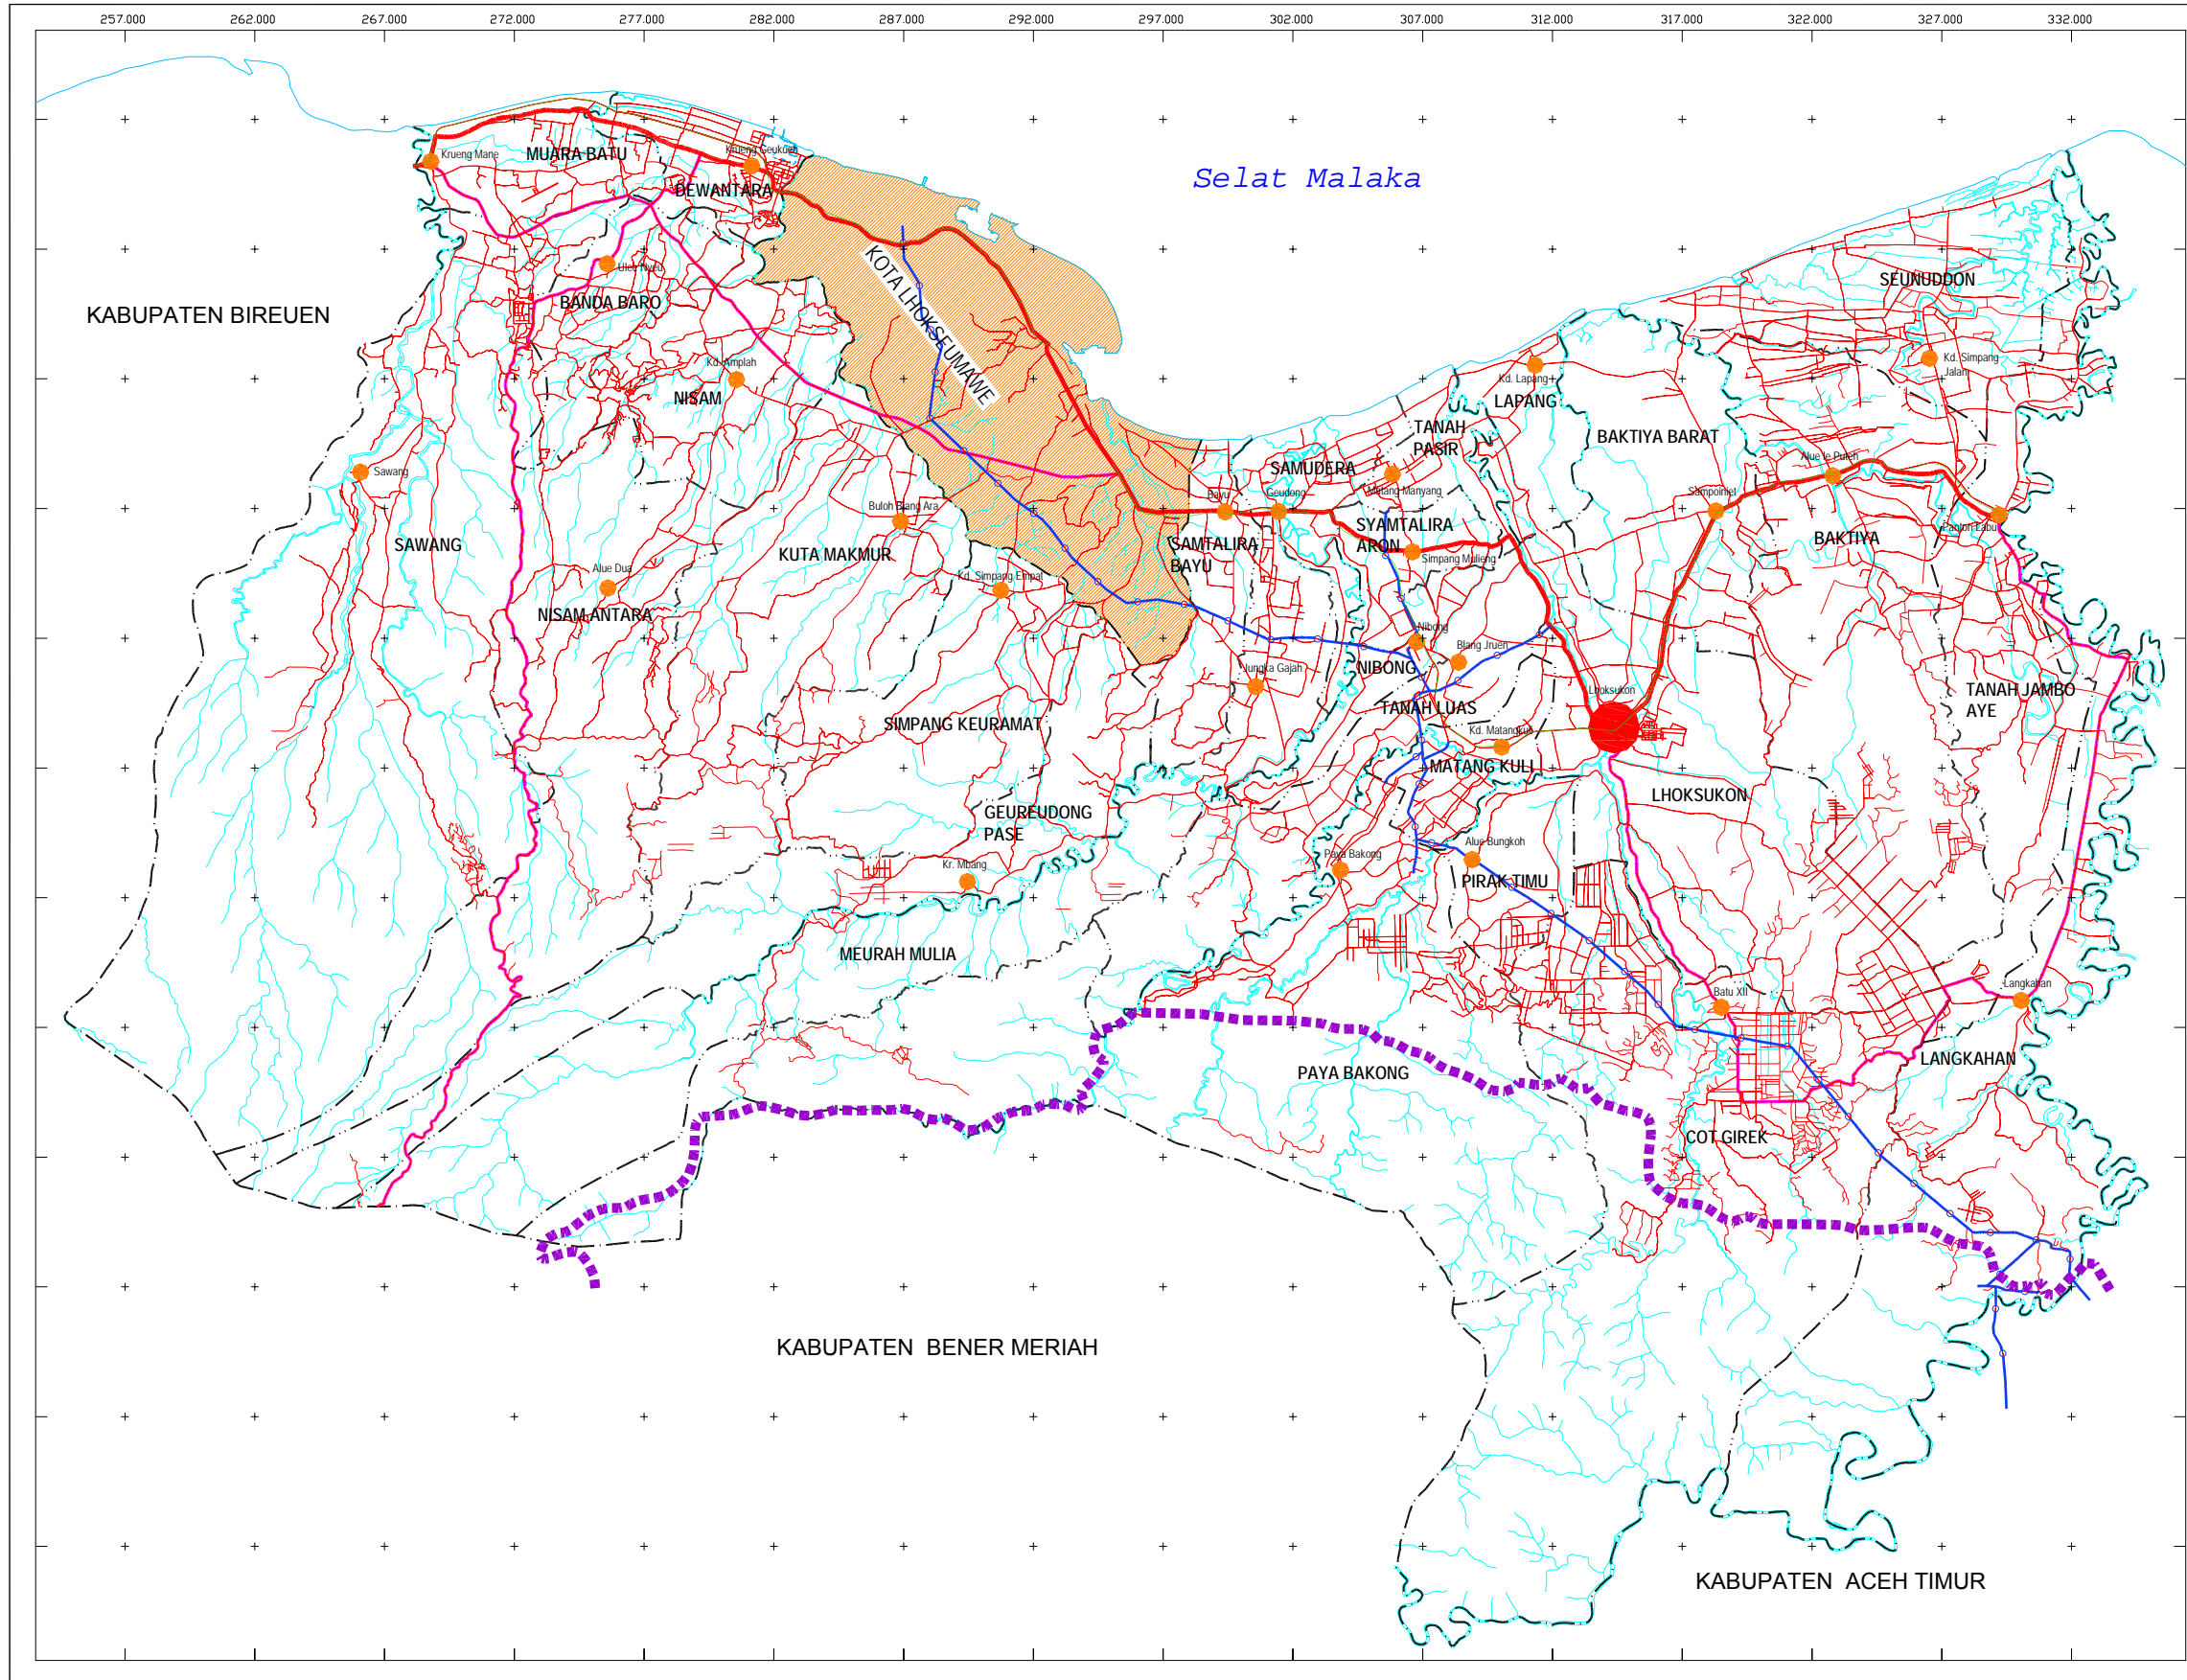 257.000 262.000 267.000 272.000 277.000 282.000 287.000 292.000 297.000 302.000 307.000 312.000 317.000 322.000 327.000 332.000
Krueng Mane
MUARA BATU
Krueng Geukueh
DEWANTARA
Selat Malaka
Uleu Nyeu
BANDA BARO
KABUPATEN BIREUEN
KOTA LHOKSEUMAWE
SEUNUDDON
Kd. Simpang
Jalan
Kd. Amplah
NISAM
Kd. Lapang
LAPANG
TANAH
PASIR
BAKTIYA BARAT
Alue Ie Puteh
Sawang
SAMUDERA
Matang Manyang
Bayu
Geudong
Sampoiniet
Buloh Blang Ara
SYAMTALIRA
ARON
Simpang Mulieng
Panton Labu
BAKTIYA
SAWANG
KUTA MAKMUR
SAMTALIRA
BAYU
Alue Dua
NISAM ANTARA
Kd. Simpang Empat
Nibong
Blang Jruen
NIBONG
Jungka Gajah
Lhoksukon
TANAH JAMBO
AYE
SIMPANG KEURAMAT
TANAH LUAS
Kd. Matangkuli
MATANG KULI
LHOKSUKON
GEUREUDONG
PASE
Kr. Mbang
Paya Bakong
Alue Bungkoh
PIRAK TIMU
MEURAH MULIA
Batu XII
Langkahan
LANGKAHAN
PAYA BAKONG
COT GIREK
KABUPATEN BENER MERIAH
KABUPATEN ACEH TIMUR